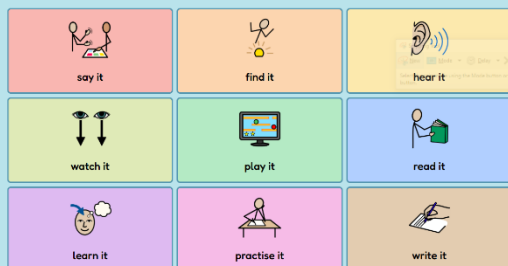 say it
find it
hear it
watch it
play it
read it
learn it
practise it
write it